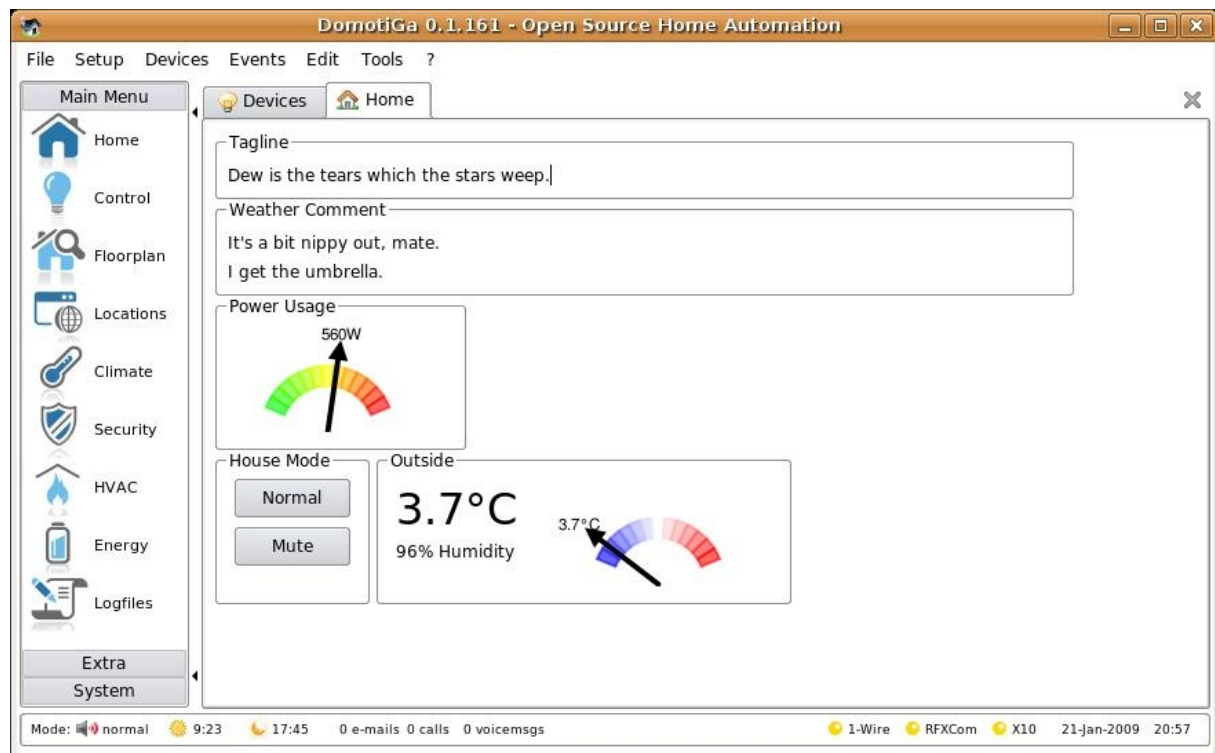 DomotiGa 0.1.161 - Open Source Home Automation
File Setup Devices Events Edit Tools ?
Main Menu
Home
Control
Floorplan
Locations
Climate
Security
HVAC
Energy
Logfiles
Extra
System
Devices Home
Tagline
Dew is the tears which the stars weep.
Weather Comment
It's a bit nippy out, mate.
I get the umbrella.
Power Usage
560W
House Mode
Normal
Mute
Outside
3.7°C
96% Humidity
3.7°C
Mode: normal 9:23 17:45 0 e-mails 0 calls 0 voicemsgs 1-Wire RFXCom X10 21-Jan-2009 20:57